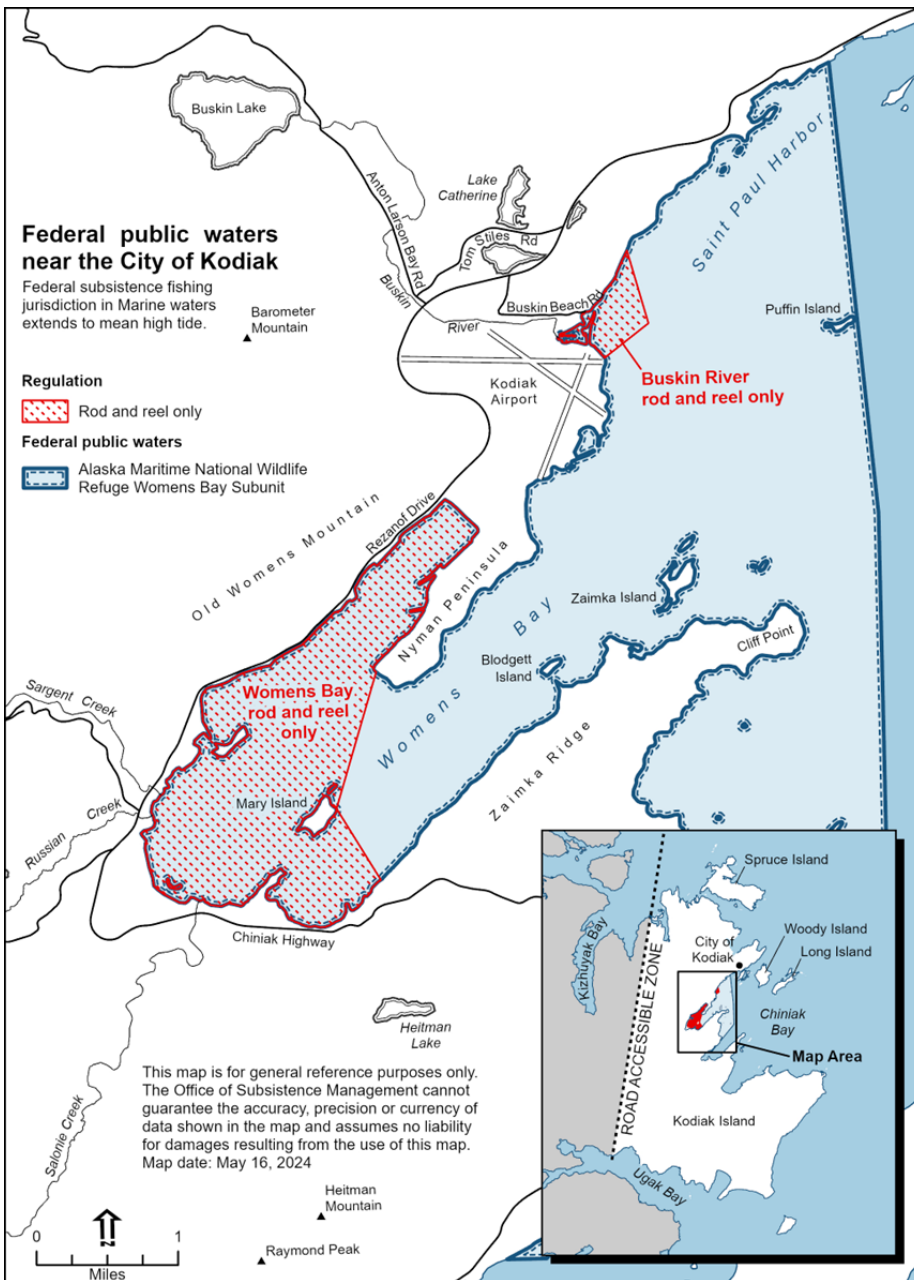 Buskin Lake
Lake
Catherine
Anton Larson Bay Rd
Tom Stiles Rd
Saint Paul Harbor
Federal public waters
near the City of Kodiak
Federal subsistence fishing
jurisdiction in Marine waters
extends to mean high tide.
Barometer
Mountain
Buskin
River
Buskin Beach Rd
Puffin Island
Kodiak
Airport
Buskin River
rod and reel only
Regulation
Rod and reel only
Federal public waters
Alaska Maritime National Wildlife
Refuge Womens Bay Subunit
Old Womens Mountain
Rezanof Drive
Nyman Peninsula
Womens Bay
Zaimka Island
Cliff Point
Blodgett
Island
Zaimka Ridge
Sargent Creek
Womens Bay
rod and reel
only
Mary Island
Russian Creek
Chiniak Highway
Salonie Creek
Heitman
Lake
This map is for general reference purposes only.
The Office of Subsistence Management cannot
guarantee the accuracy, precision or currency of
data shown in the map and assumes no liability
for damages resulting from the use of this map.
Map date: May 16, 2024
Heitman
Mountain
Raymond Peak
N
0 1
Miles
Spruce Island
Kizhuyak Bay
City of
Kodiak
Woody Island
Long Island
ROAD ACCESSIBLE ZONE
Chiniak
Bay
Map Area
Kodiak Island
Ugak Bay